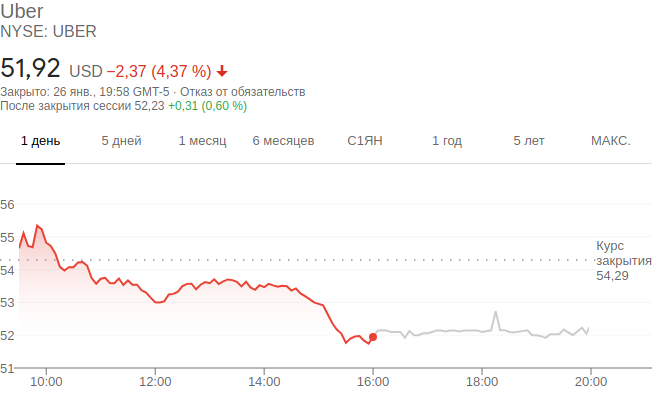 Uber
NYSE: UBER
51,92 USD −2,37 (4,37 %)
Закрыто: 26 янв., 19:58 GMT-5 · Отказ от обязательств
После закрытия сессии 52,23 +0,31 (0,60 %)
1 день 5 дней 1 месяц 6 месяцев С1ЯН 1 год 5 лет МАКС.
56
55
Курс
закрытия
54,29
54
53
52
51
10:00 12:00 14:00 16:00 18:00 20:00